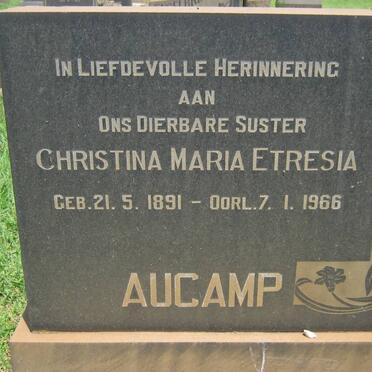 IN LIEFDEVOLLE HERINNERING
AAN
ONS DIERBARE SUSTER
CHRISTINA MARIA ETRESIA
GEB. 21. 5. 1891 - OORL. 7. 1. 1966
AUCAMP